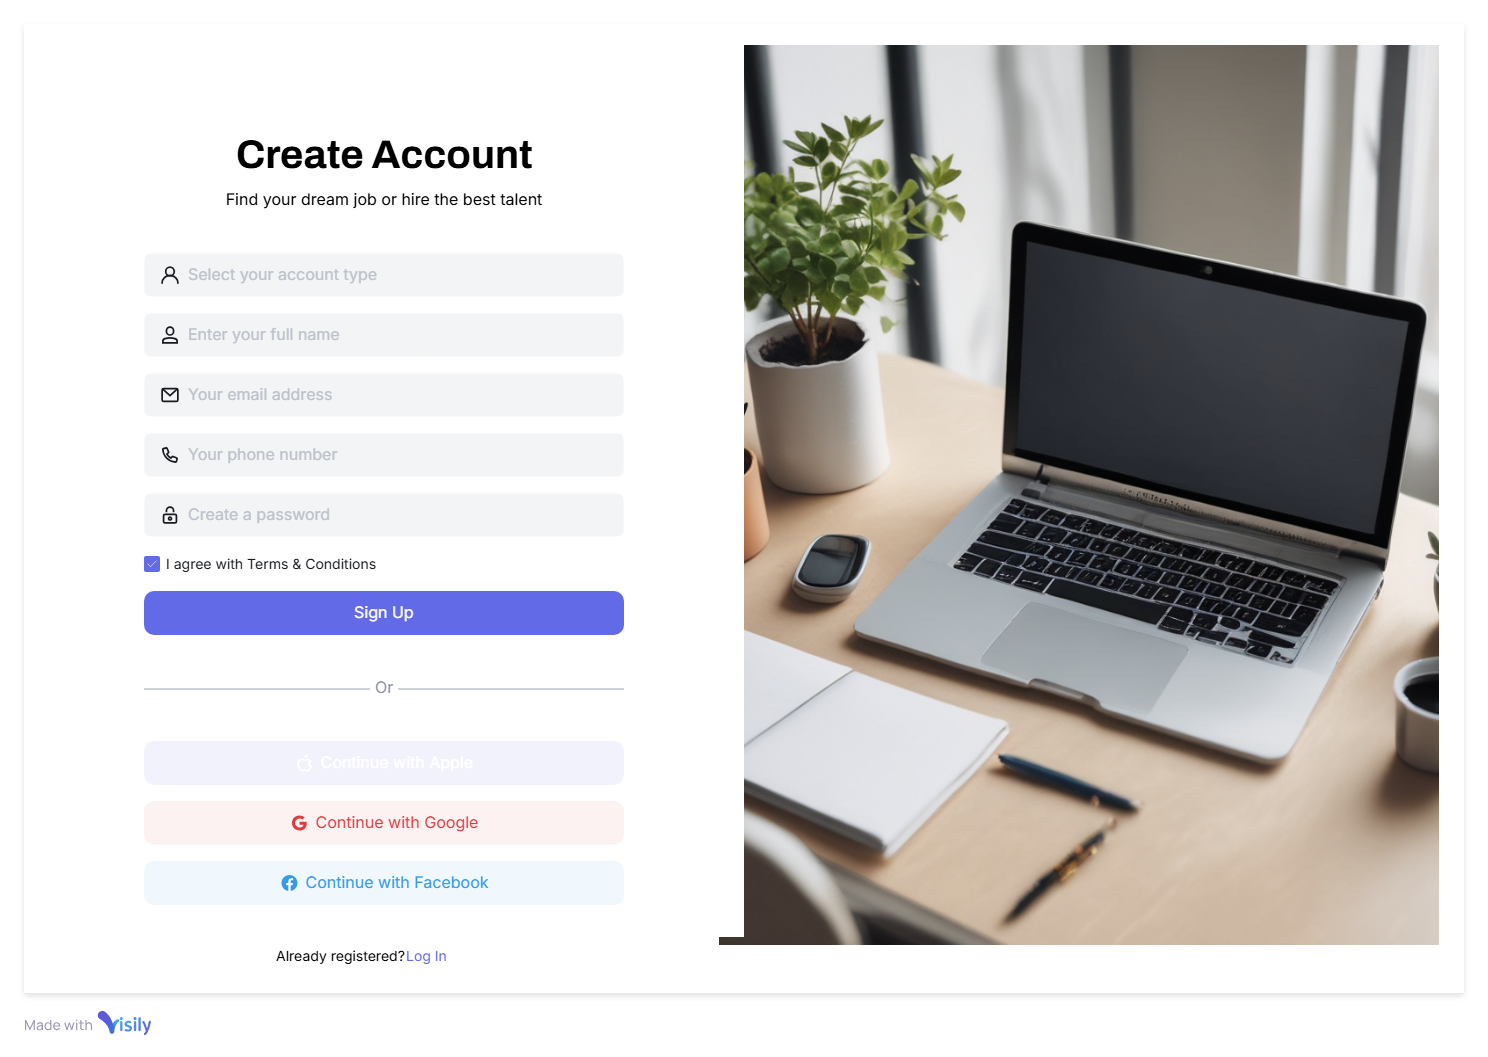 Create Account
Find your dream job or hire the best talent
Select your account type
Enter your full name
Your email address
Your phone number
Create a password
I agree with Terms & Conditions
Sign Up
Or
Continue with Apple
Continue with Google
Continue with Facebook
Already registered?Log In
Made with Visily